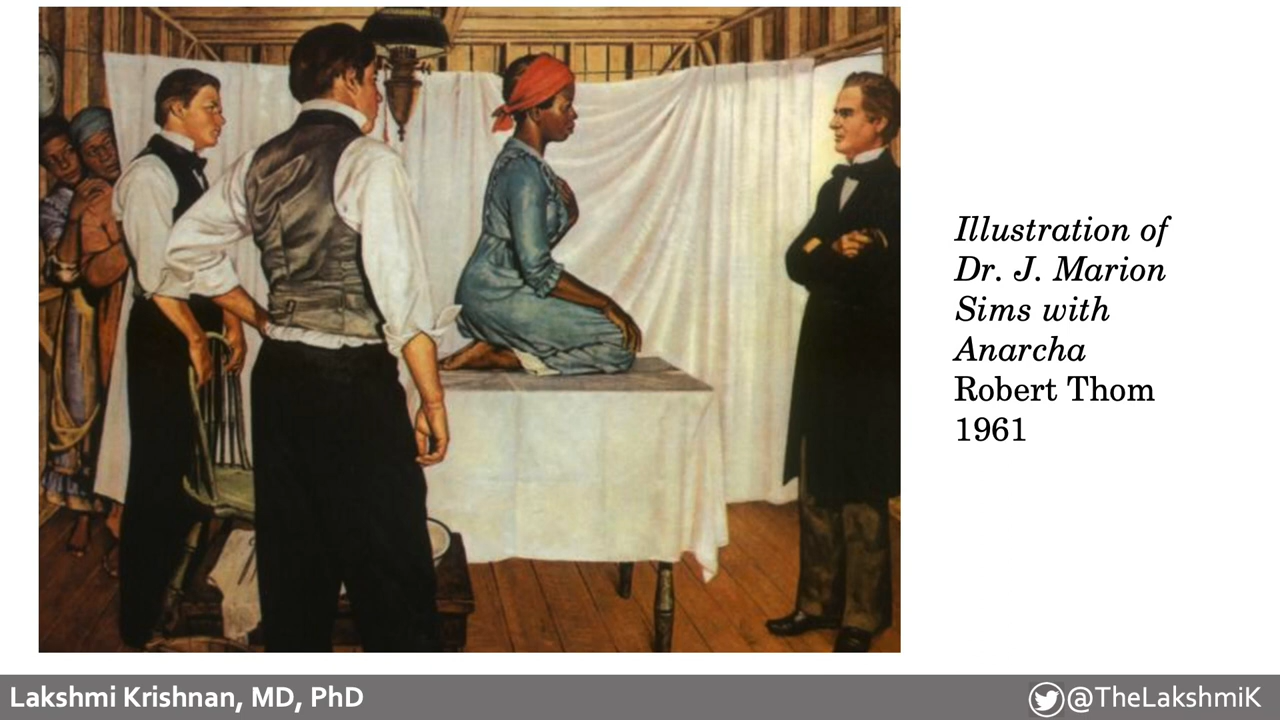 Illustration of
Dr. J. Marion
Sims with
Anarcha
Robert Thom
1961
Lakshmi Krishnan, MD, PhD
@TheLakshmiK